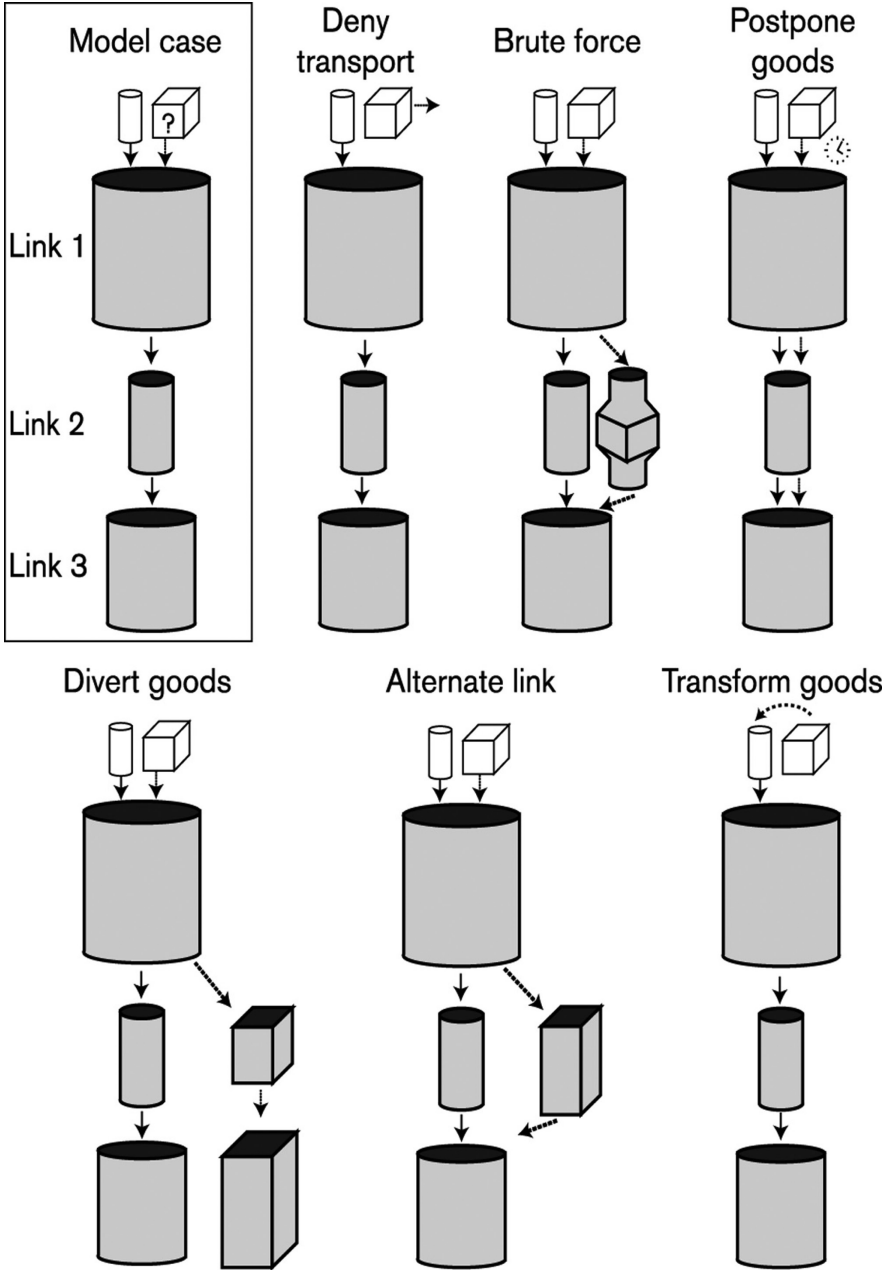 Model case
Deny
transport
Brute force
Postpone
goods
?
Link 1
Link 2
Link 3
Divert goods
Alternate link
Transform goods